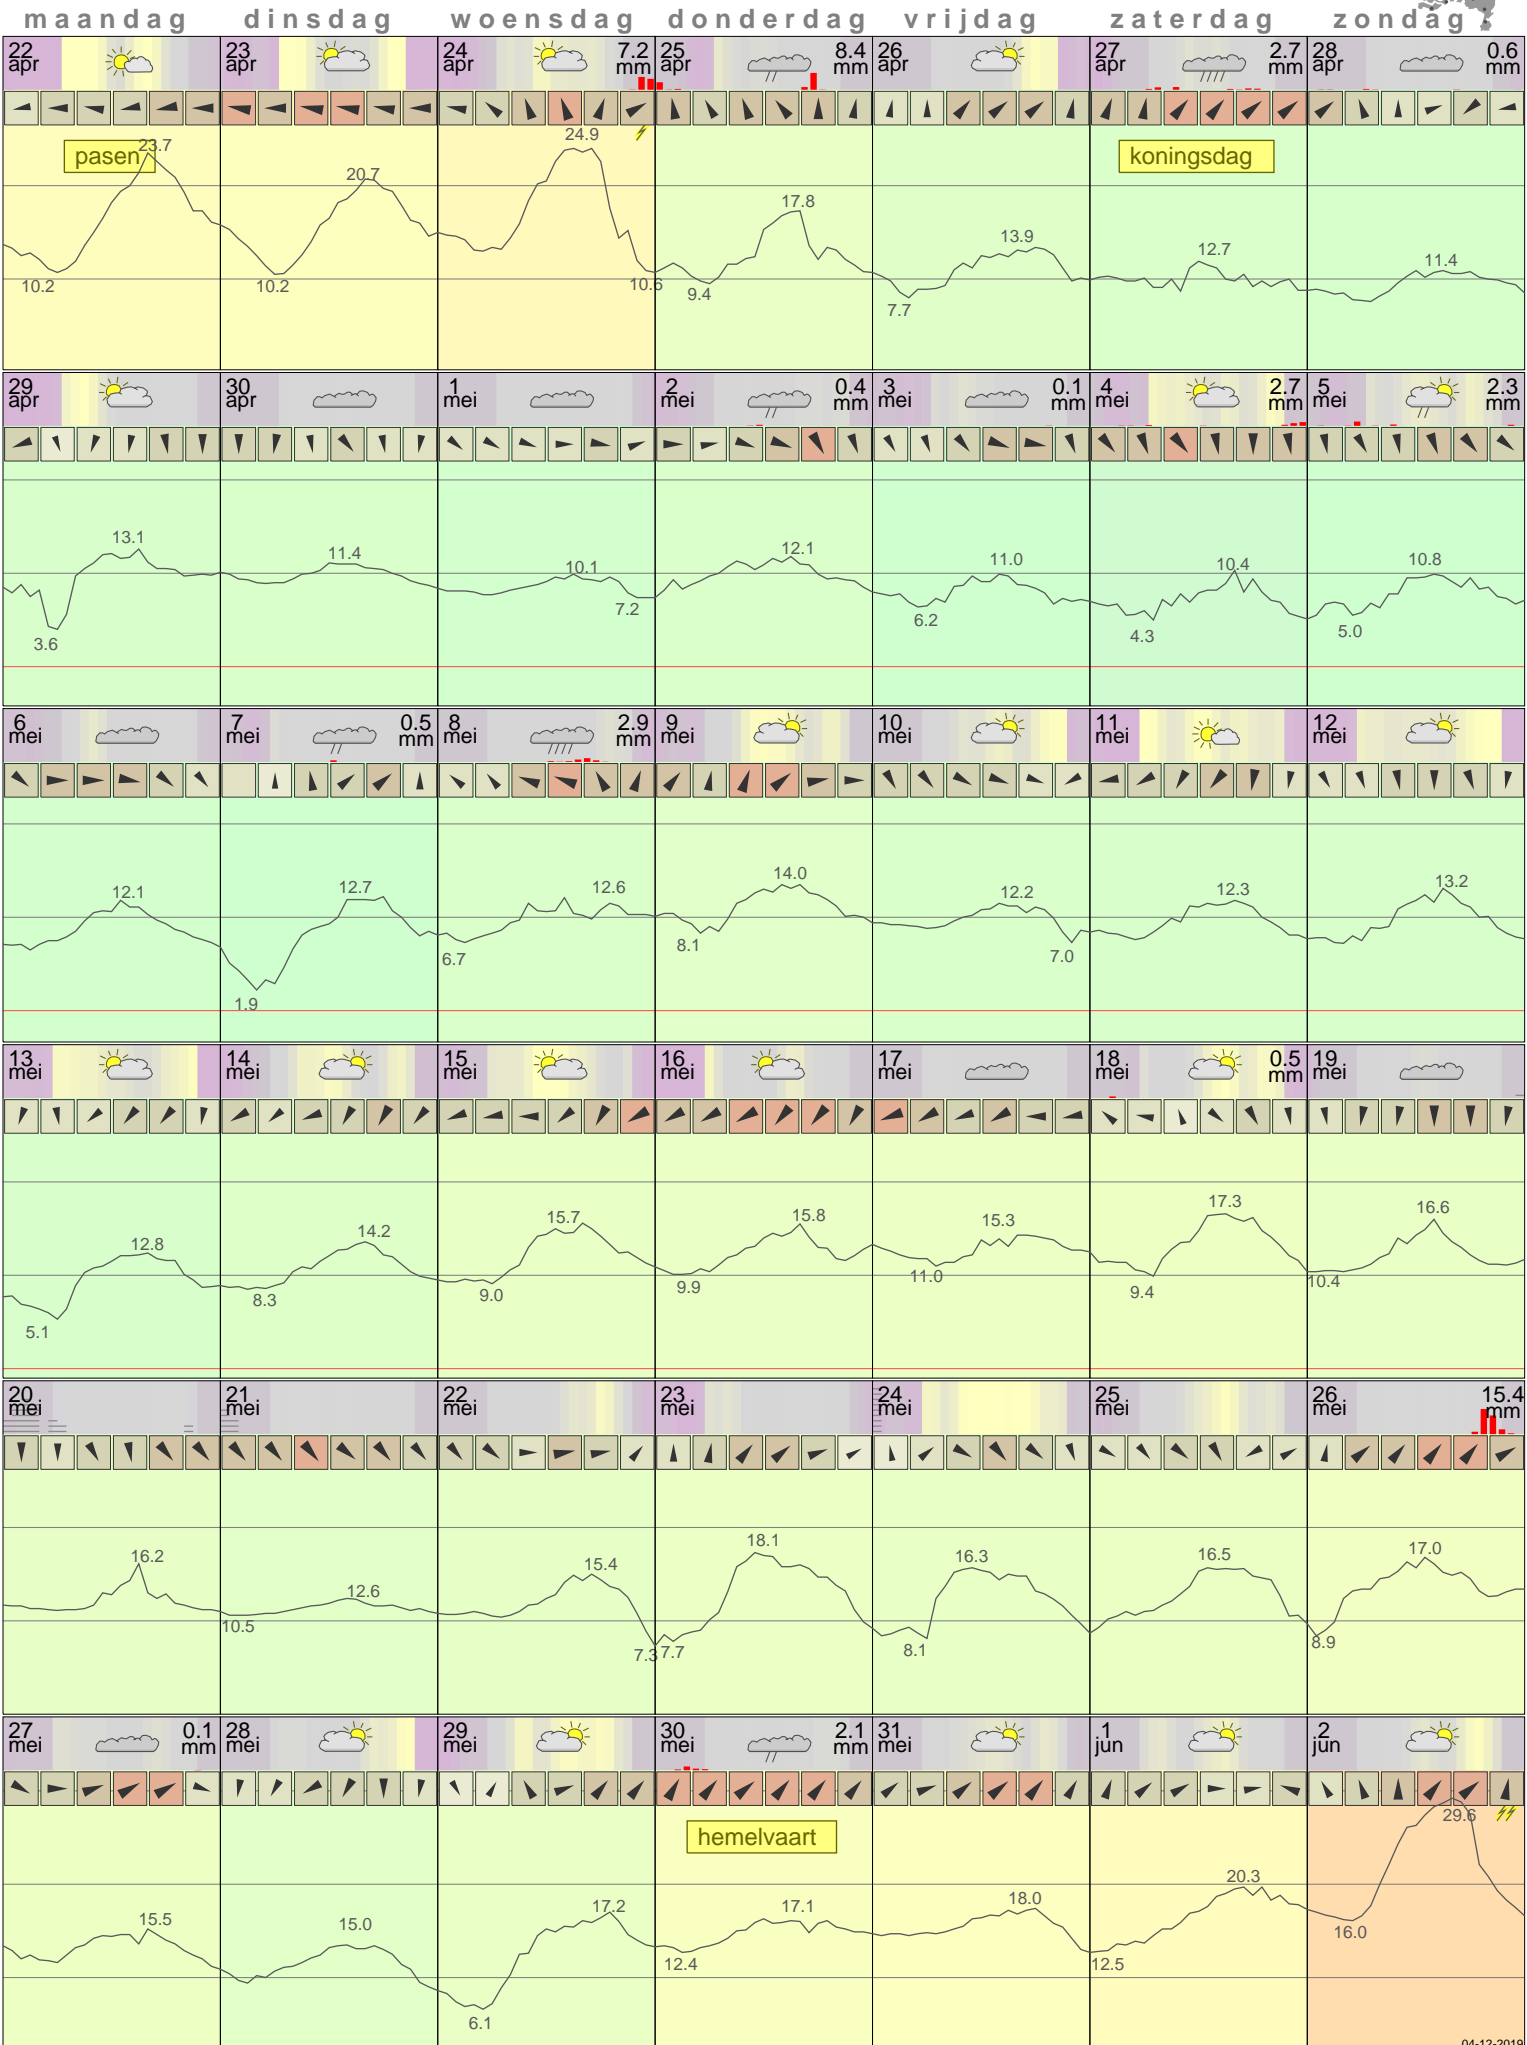 maandag dinsdag woensdag donderdag vrijdag zaterdag zondag
22 apr 23 apr 24 apr 7.2 mm 25 apr 8.4 mm 26 apr 27 apr 2.7 mm 28 apr 0.6 mm
pasen 23.7 20.7 24.9 17.8 13.9 koningsdag 12.7 11.4
10.2 10.2 10.6 9.4 7.7
29 apr 30 apr 1 mei 2 mei 0.4 mm 3 mei 0.1 mm 4 mei 2.7 mm 5 mei 2.3 mm
13.1 11.4 10.1 12.1 11.0 10.4 10.8
3.6 7.2 6.2 4.3 5.0
6 mei 7 mei 0.5 mm 8 mei 2.9 mm 9 mei 10 mei 11 mei 12 mei
12.1 12.7 12.6 14.0 12.2 12.3 13.2
1.9 6.7 8.1 7.0
13 mei 14 mei 15 mei 16 mei 17 mei 18 mei 0.5 mm 19 mei
12.8 14.2 15.7 15.8 15.3 17.3 16.6
5.1 8.3 9.0 9.9 11.0 9.4 10.4
20 mei 21 mei 22 mei 23 mei 24 mei 25 mei 26 mei 15.4 mm
16.2 12.6 15.4 18.1 16.3 16.5 17.0
10.5 7.3 7.7 8.1 8.9
27 mei 0.1 mm 28 mei 29 mei 30 mei 2.1 mm 31 mei 1 jun 2 jun
hemelvaart 29.6
15.5 15.0 17.2 17.1 18.0 20.3
6.1 12.4 12.5 16.0
04-12-2019